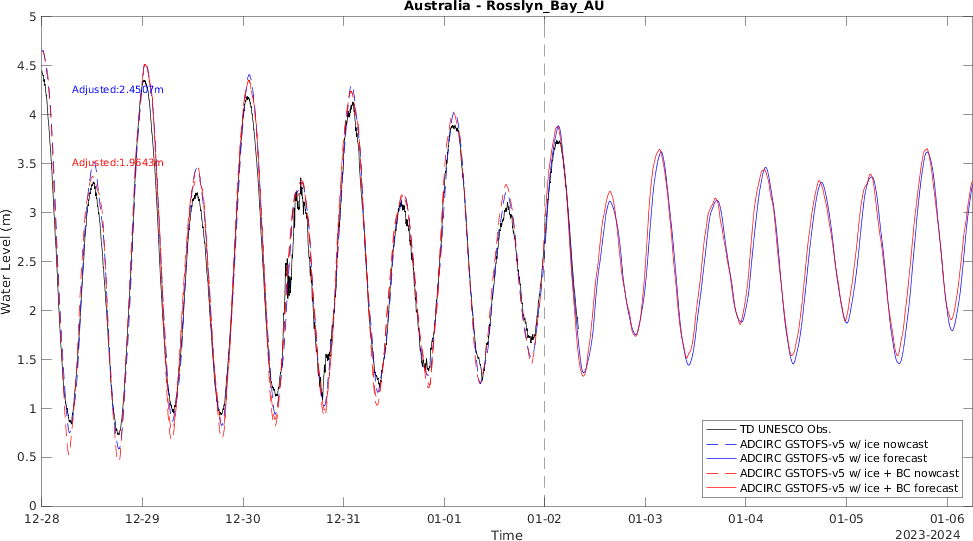 Australia - Rosslyn_Bay_AU
5
4.5
4
3.5
3
2.5
2
1.5
1
0.5
0
Water Level (m)
Adjusted:2.4507m
Adjusted:1.9643m
TD UNESCO Obs.
ADCIRC GSTOFS-v5 w/ ice nowcast
ADCIRC GSTOFS-v5 w/ ice forecast
ADCIRC GSTOFS-v5 w/ ice + BC nowcast
ADCIRC GSTOFS-v5 w/ ice + BC forecast
12-28 12-29 12-30 12-31 01-01 01-02 01-03 01-04 01-05 01-06
Time
2023-2024